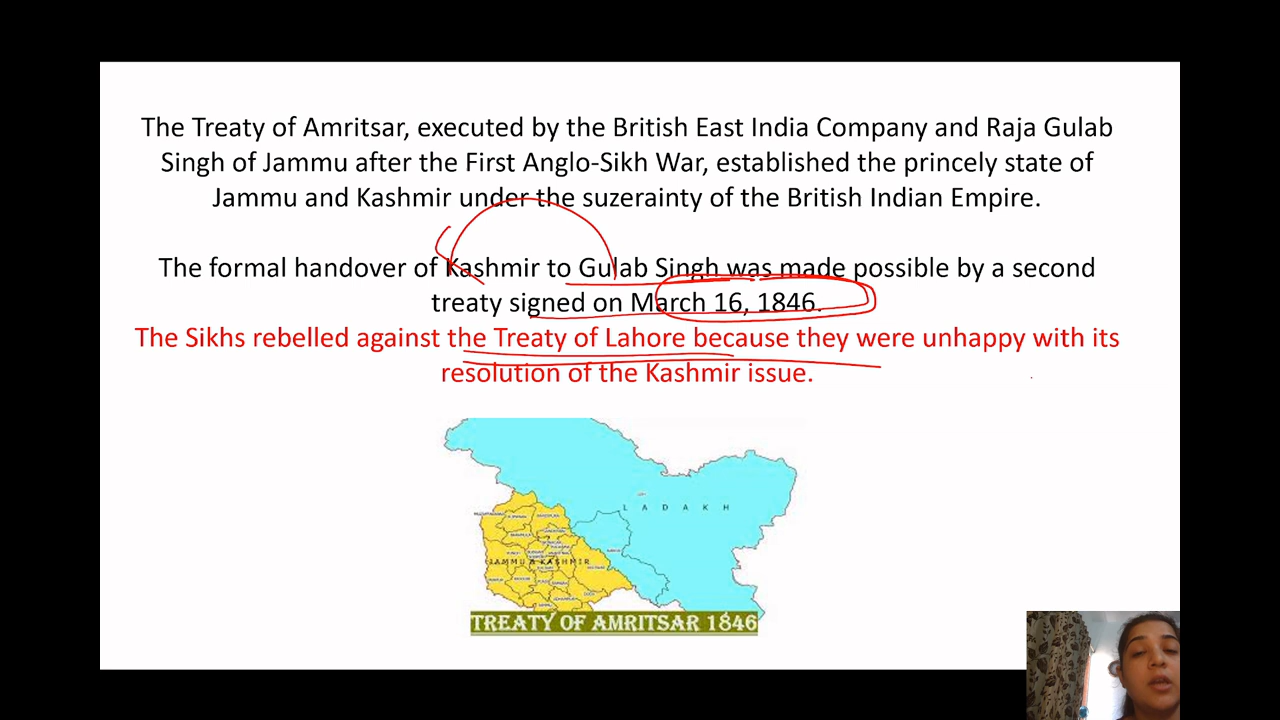 The Treaty of Amritsar, executed by the British East India Company and Raja Gulab
Singh of Jammu after the First Anglo-Sikh War, established the princely state of
Jammu and Kashmir under the suzerainty of the British Indian Empire.
The formal handover of Kashmir to Gulab Singh was made possible by a second
treaty signed on March 16, 1846.
The Sikhs rebelled against the Treaty of Lahore because they were unhappy with its
resolution of the Kashmir issue.
LADAKH
JAMMU & KASHMIR
TREATY OF AMRITSAR 1846